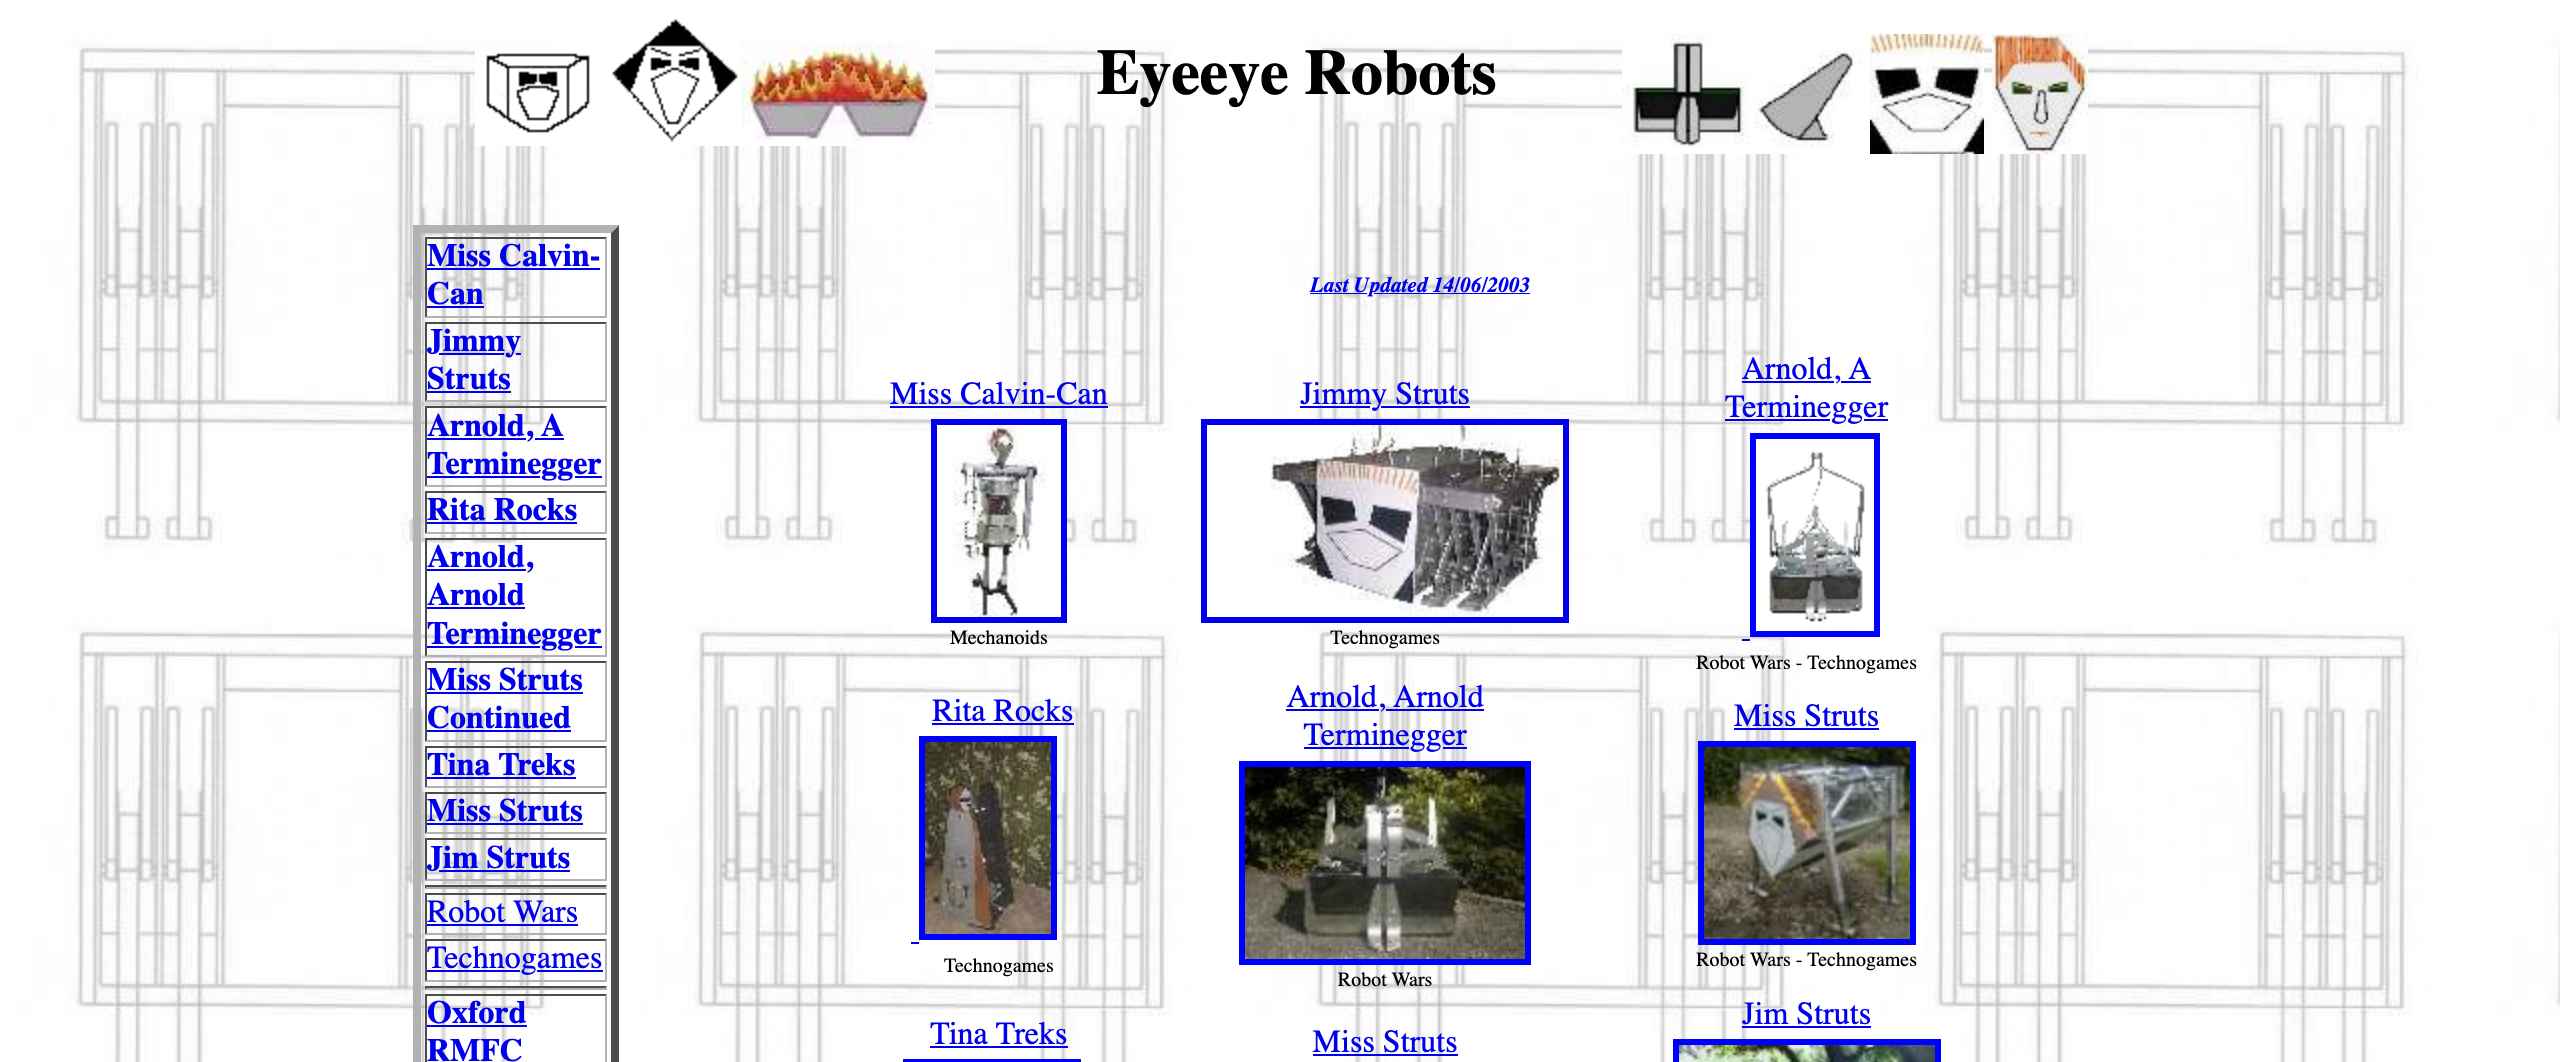 Eyeeye Robots
Miss Calvin-
Can
Jimmy
Struts
Arnold, A
Terminegger
Rita Rocks
Arnold,
Arnold
Terminegger
Miss Struts
Continued
Tina Treks
Miss Struts
Jim Struts
Robot Wars
Technogames
Oxford
RMFC
Last Updated 14/06/2003
Miss Calvin-Can
Mechanoids
Jimmy Struts
Technogames
Arnold, A
Terminegger
Robot Wars - Technogames
Rita Rocks
Technogames
Arnold, Arnold
Terminegger
Robot Wars
Miss Struts
Robot Wars - Technogames
Tina Treks
Miss Struts
Jim Struts